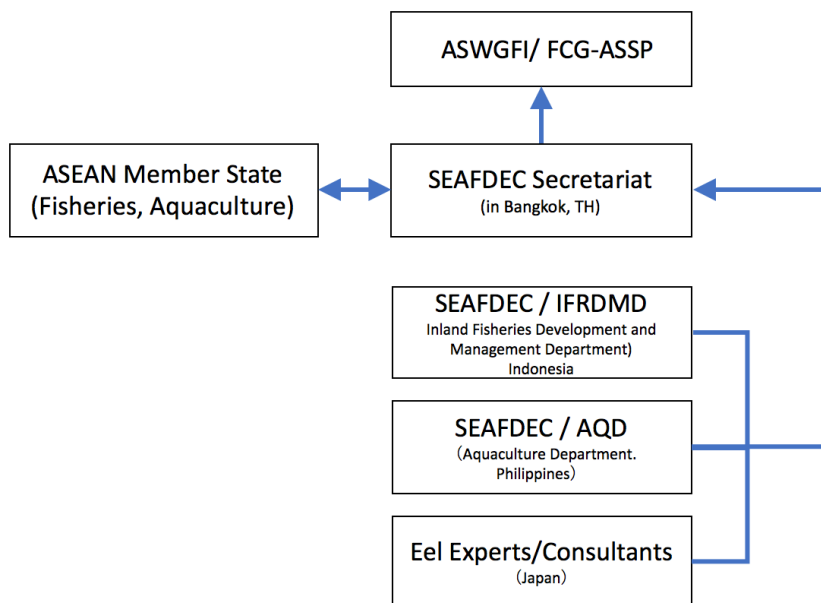 ASWGFI/ FCG-ASSP
ASEAN Member State
(Fisheries, Aquaculture)
SEAFDEC Secretariat
(in Bangkok, TH)
SEAFDEC / IFRDMD
Inland Fisheries Development and
Management Department)
Indonesia
SEAFDEC / AQD
（Aquaculture Department.
Philippines）
Eel Experts/Consultants
（Japan）